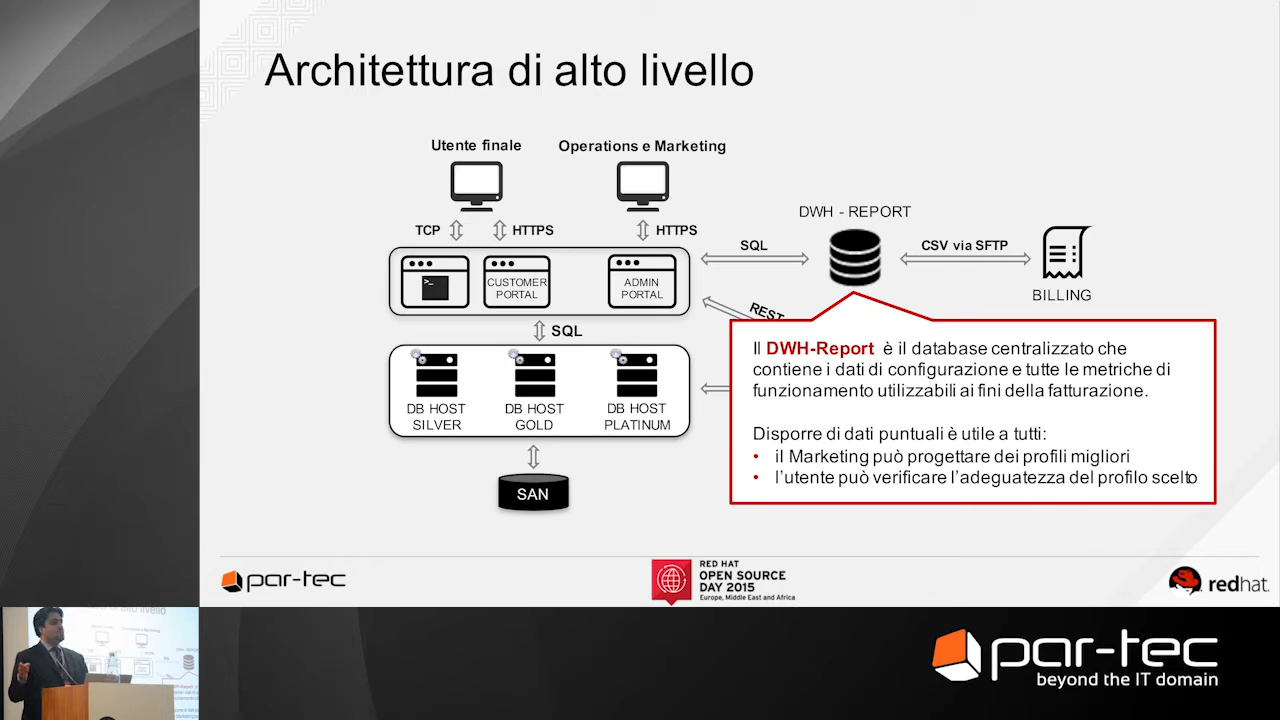 Architettura di alto livello
Utente finale
Operations e Marketing
TCP
HTTPS
HTTPS
DWH - REPORT
SQL
CSV via SFTP
>_
CUSTOMER
PORTAL
ADMIN
PORTAL
BILLING
REST
SQL
DB HOST
SILVER
DB HOST
GOLD
DB HOST
PLATINUM
SAN
Il DWH-Report è il database centralizzato che
contiene i dati di configurazione e tutte le metriche di
funzionamento utilizzabili ai fini della fatturazione.
Disporre di dati puntuali è utile a tutti:
• il Marketing può progettare dei profili migliori
• l'utente può verificare l'adeguatezza del profilo scelto
par-tec
RED HAT
OPEN SOURCE
DAY 2015
Europe, Middle East and Africa
redhat.
par-tec
beyond the IT domain